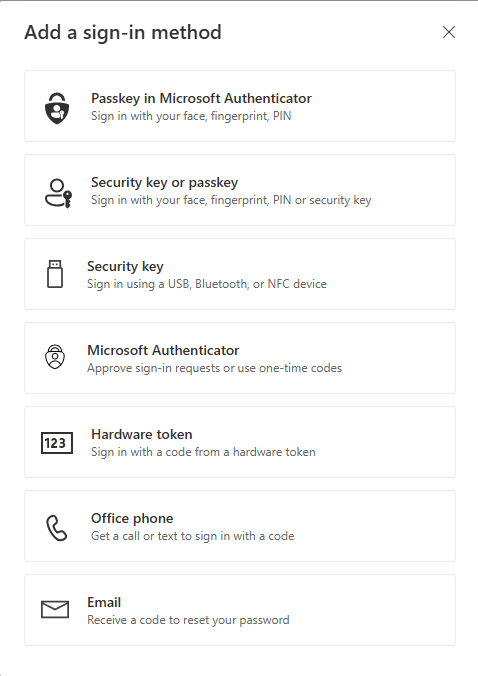 Add a sign-in method
Passkey in Microsoft Authenticator
Sign in with your face, fingerprint, PIN
Security key or passkey
Sign in with your face, fingerprint, PIN or security key
Security key
Sign in using a USB, Bluetooth, or NFC device
Microsoft Authenticator
Approve sign-in requests or use one-time codes
123
Hardware token
Sign in with a code from a hardware token
Office phone
Get a call or text to sign in with a code
Email
Receive a code to reset your password